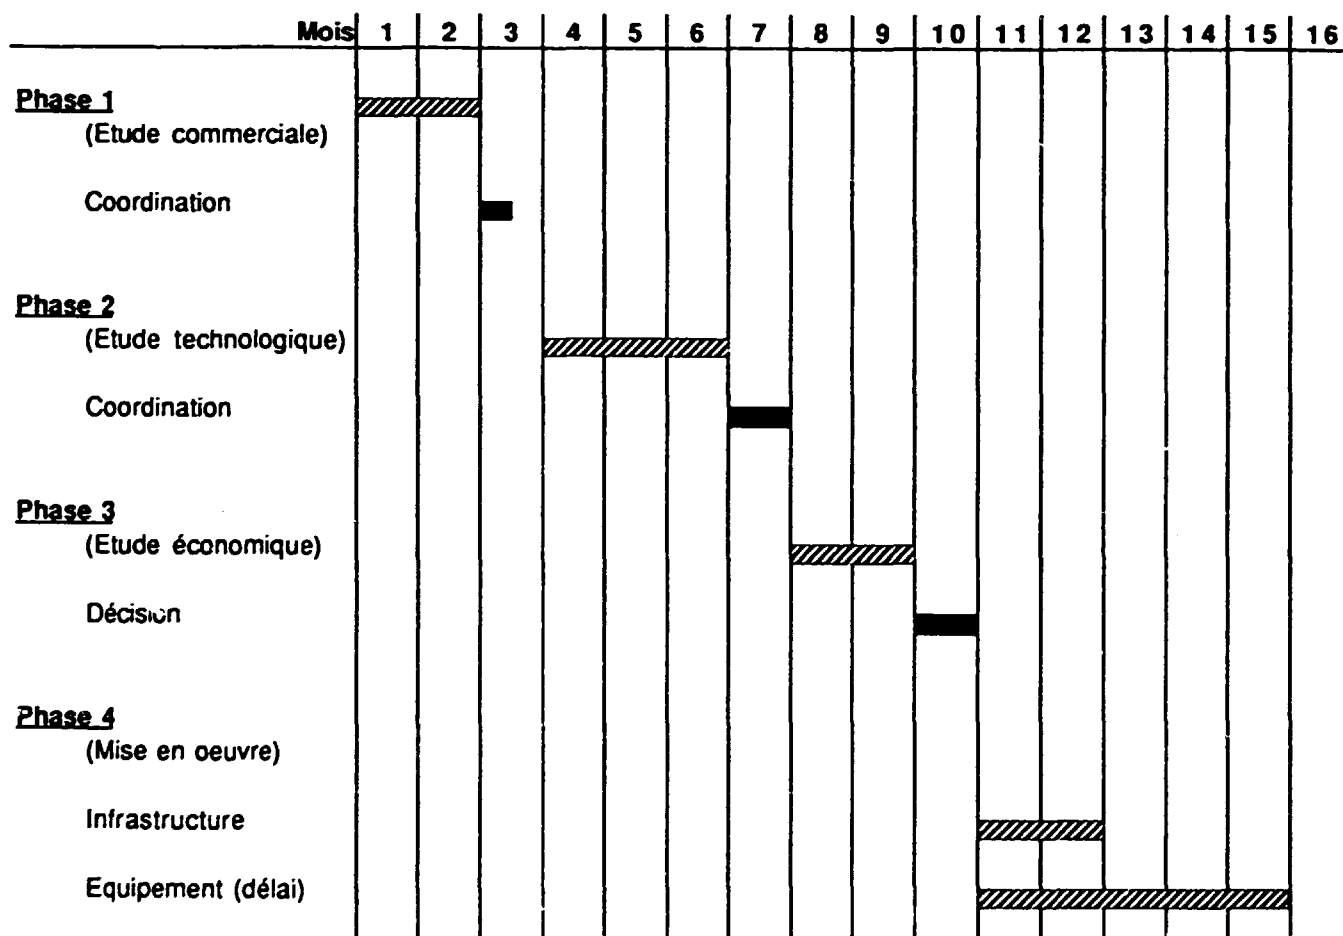 Mois 1 2 3 4 5 6 7 8 9 10 11 12 13 14 15 16
Phase 1
(Etude commerciale)
Coordination
Phase 2
(Etude technologique)
Coordination
Phase 3
(Etude économique)
Décision
Phase 4
(Mise en oeuvre)
Infrastructure
Equipement (délai)